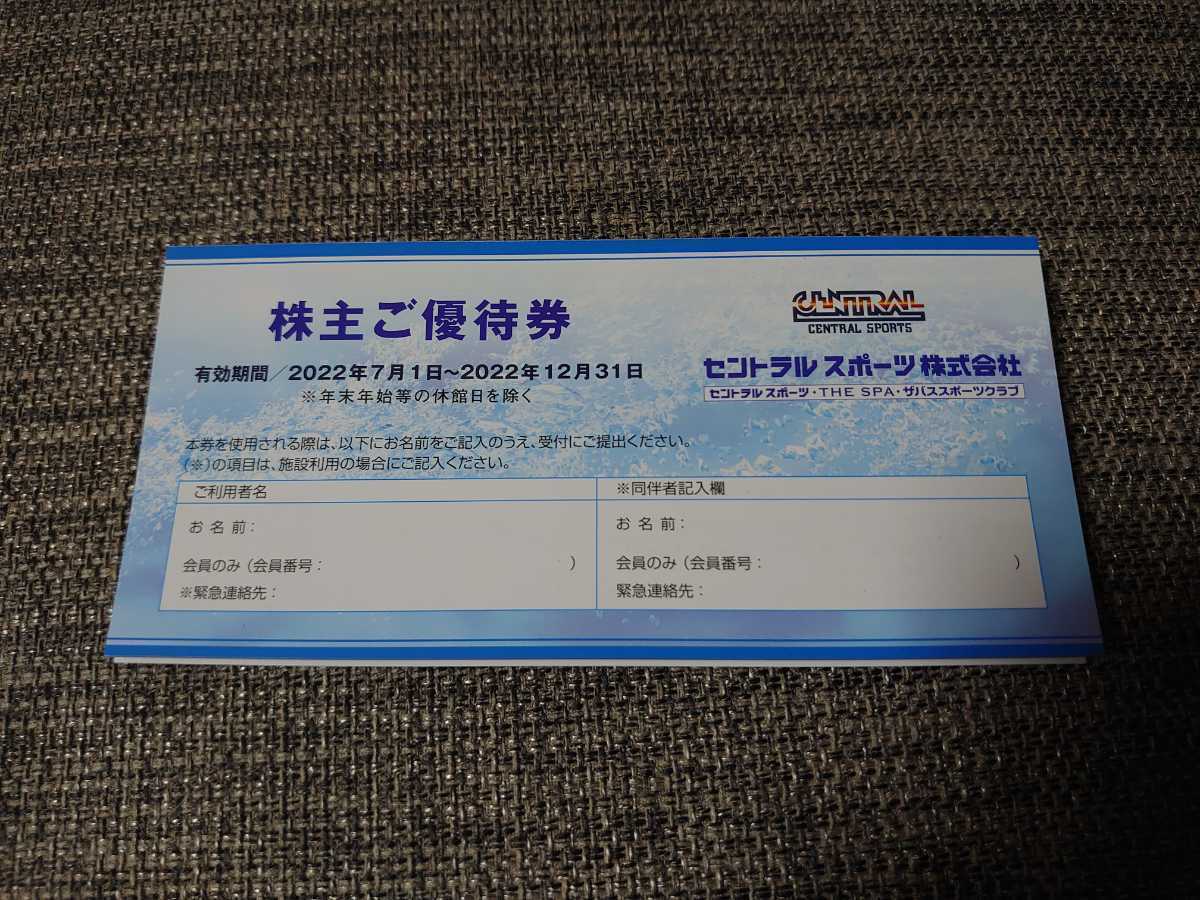 株主ご優待券
有効期間／2022年7月1日～2022年12月31日
※年末年始等の休館日を除く
CENTRAL
CENTRAL SPORTS
セントラルスポーツ株式会社
セントラルスポーツ・THE SPA・ザバススポーツクラブ
本券を使用される際は、以下にお名前をご記入のうえ、受付にご提出ください。
(※)の項目は、施設利用の場合にご記入ください。
ご利用者名
お名前：
会員のみ（会員番号：　）
※緊急連絡先：
※同伴者記入欄
お名前：
会員のみ（会員番号：　）
緊急連絡先：